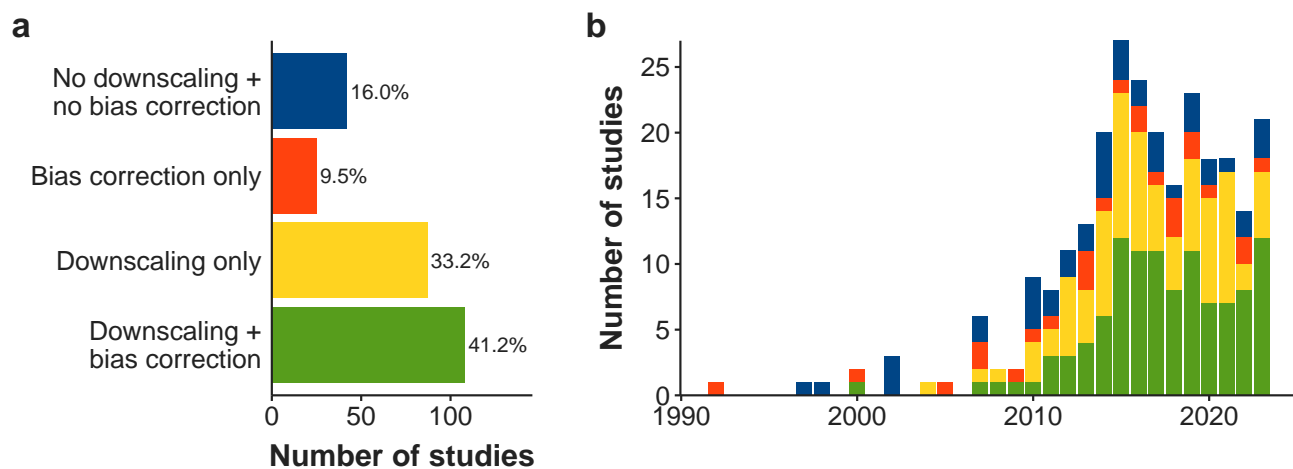 a
No downscaling +
no bias correction
16.0%
Bias correction only
9.5%
Downscaling only
33.2%
Downscaling +
bias correction
41.2%
0
50
100
Number of studies
b
Number of studies
25
20
15
10
5
0
1990
2000
2010
2020